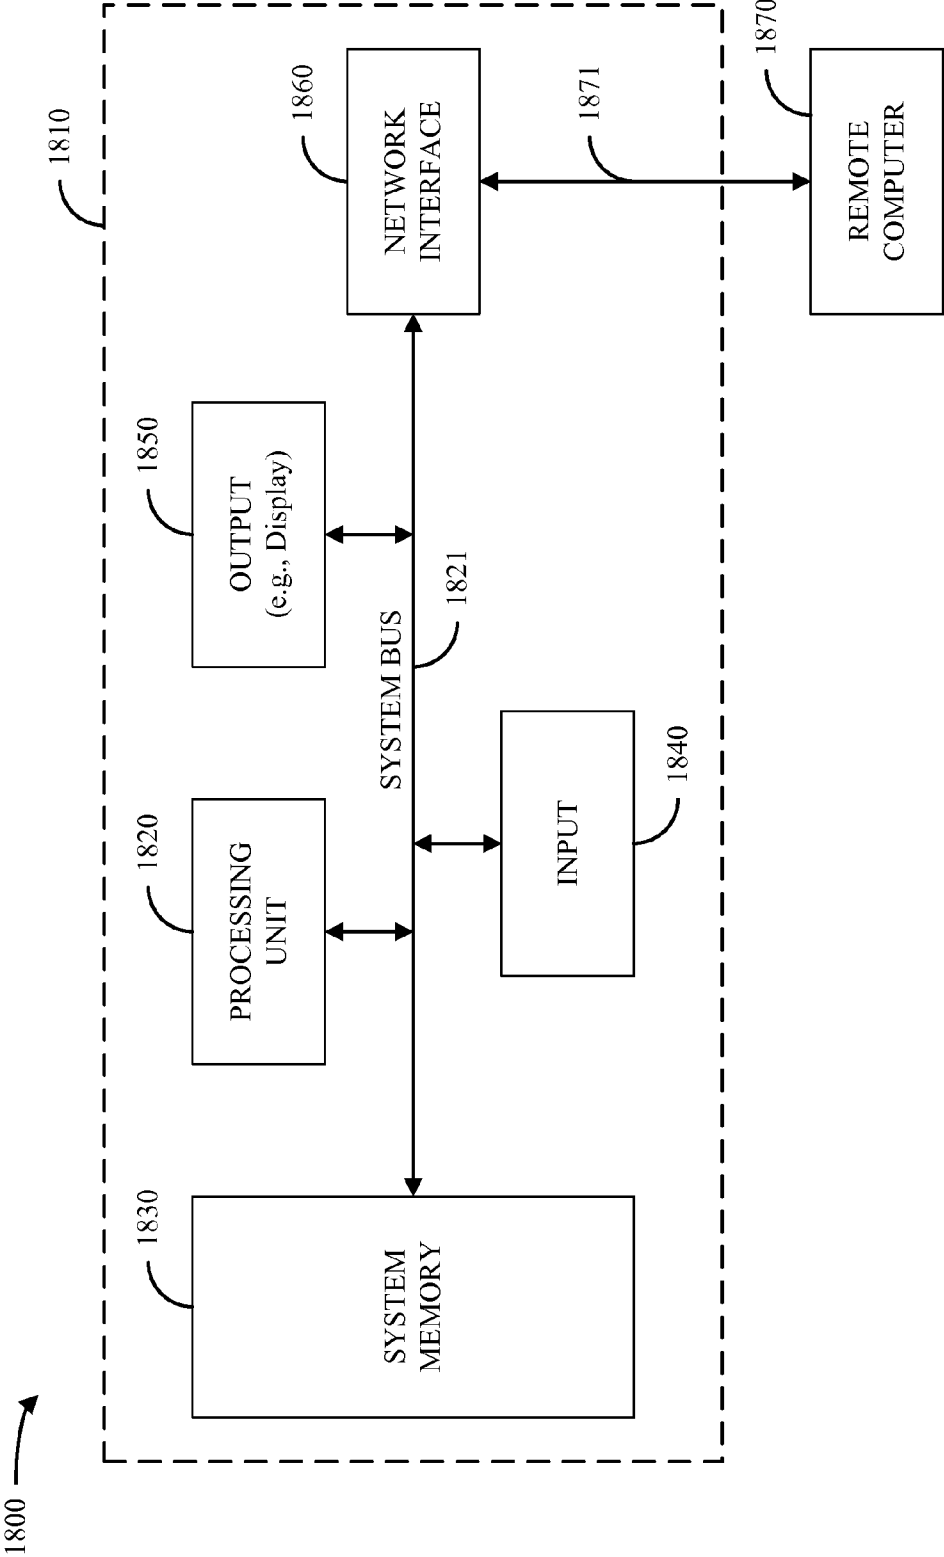 1800
1810
1830
SYSTEM
MEMORY
1820
PROCESSING
UNIT
1850
OUTPUT
(e.g., Display)
1860
NETWORK
INTERFACE
SYSTEM BUS
1821
1840
INPUT
1871
1870
REMOTE
COMPUTER